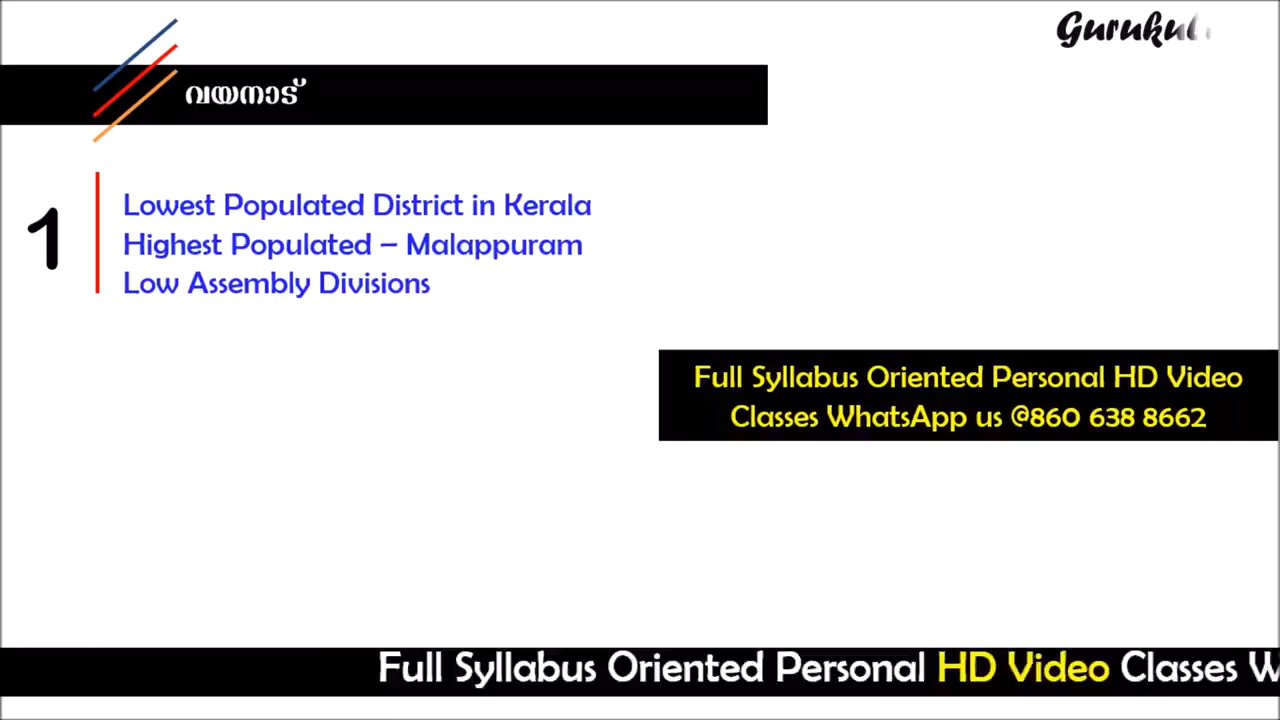 Gurukul
വയനാട്
1
Lowest Populated District in Kerala
Highest Populated – Malappuram
Low Assembly Divisions
Full Syllabus Oriented Personal HD Video
Classes WhatsApp us @860 638 8662
Full Syllabus Oriented Personal HD Video Classes W